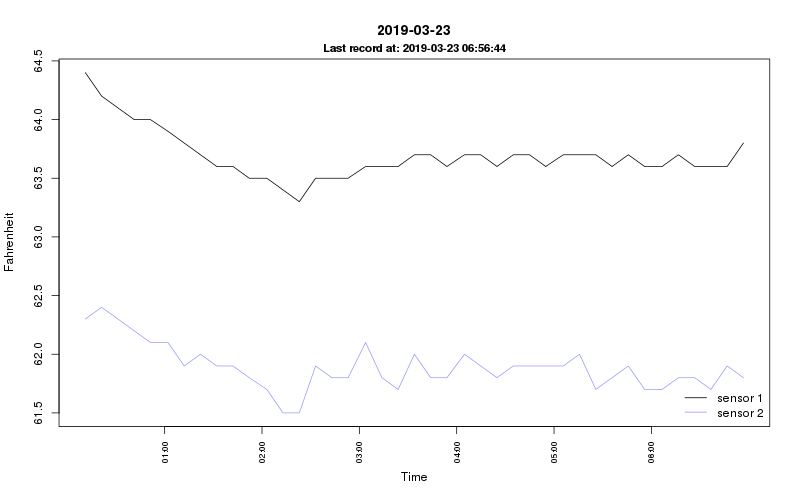 2019-03-23
Last record at: 2019-03-23 06:56:44
Fahrenheit
64.5
64.0
63.5
63.0
62.5
62.0
61.5
sensor 1
sensor 2
01:00
02:00
03:00
04:00
05:00
06:00
Time